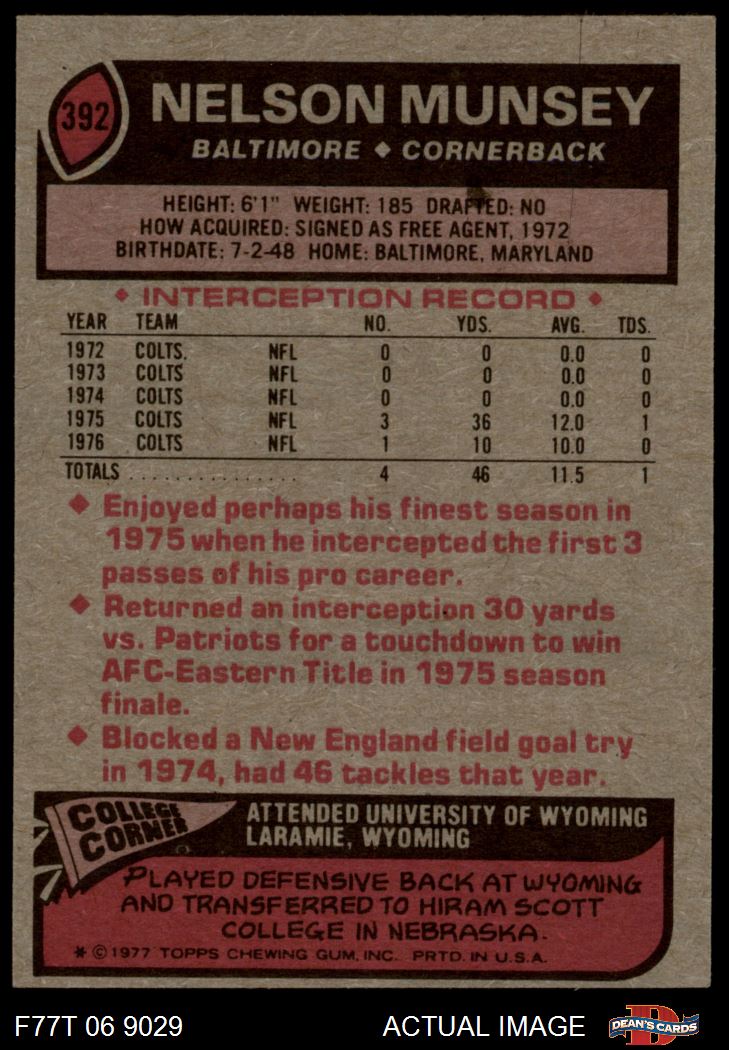 392
NELSON MUNSEY
BALTIMORE ♦ CORNERBACK
HEIGHT: 6'1" WEIGHT: 185 DRAFTED: NO
HOW ACQUIRED: SIGNED AS FREE AGENT, 1972
BIRTHDATE: 7-2-48 HOME: BALTIMORE, MARYLAND
♦ INTERCEPTION RECORD ♦
YEAR TEAM NO. YDS. AVG. TDS.
1972 COLTS. NFL 0 0 0.0 0
1973 COLTS NFL 0 0 0.0 0
1974 COLTS NFL 0 0 0.0 0
1975 COLTS NFL 3 36 12.0 1
1976 COLTS NFL 1 10 10.0 0
TOTALS ................ 4 46 11.5 1
♦ Enjoyed perhaps his finest season in
1975 when he intercepted the first 3
passes of his pro career.
♦ Returned an interception 30 yards
vs. Patriots for a touchdown to win
AFC-Eastern Title in 1975 season
finale.
♦ Blocked a New England field goal try
in 1974, had 46 tackles that year.
COLLEGE
CORNER
ATTENDED UNIVERSITY OF WYOMING
LARAMIE, WYOMING
PLAYED DEFENSIVE BACK AT WYOMING
AND TRANSFERRED TO HIRAM SCOTT
COLLEGE IN NEBRASKA.
* © 1977 TOPPS CHEWING GUM, INC. PRTD. IN U.S.A.
F77T 06 9029 ACTUAL IMAGE
D
DEAN'S CARDS